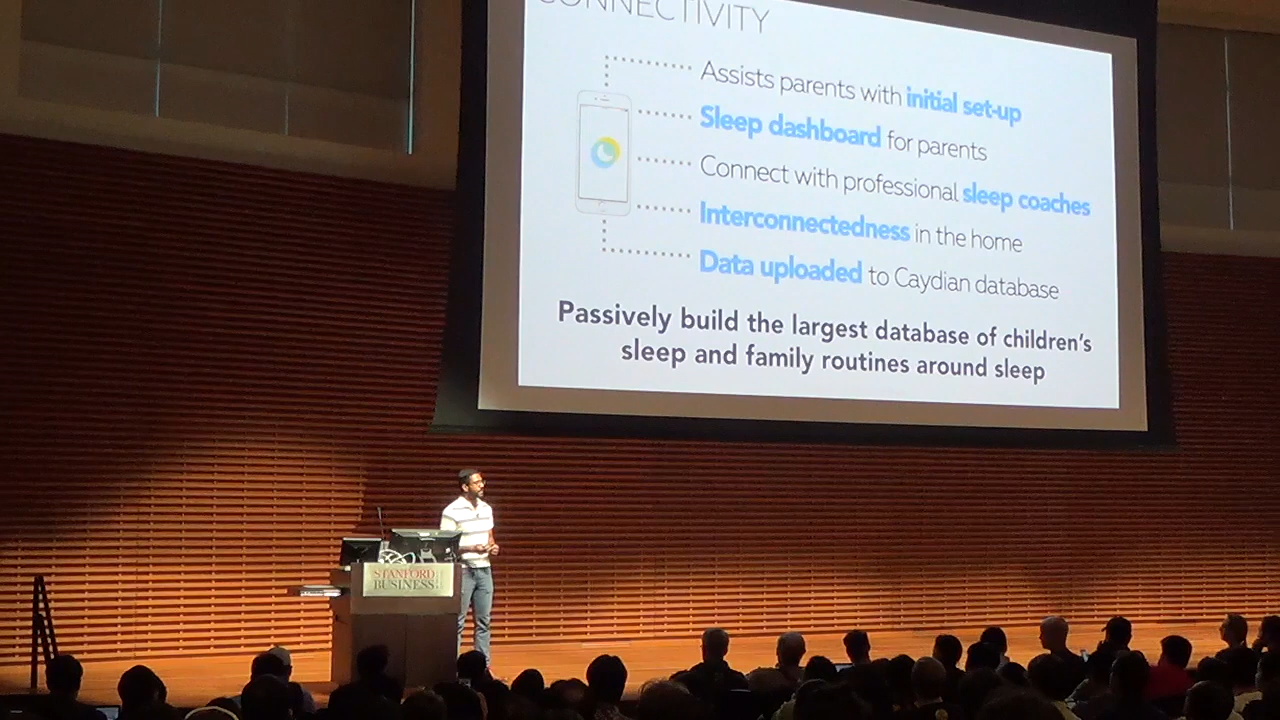 CONNECTIVITY
Assists parents with initial set-up
Sleep dashboard for parents
Connect with professional sleep coaches
Interconnectedness in the home
Data uploaded to Caydian database
Passively build the largest database of children's
sleep and family routines around sleep
STANFORD
BUSINESS